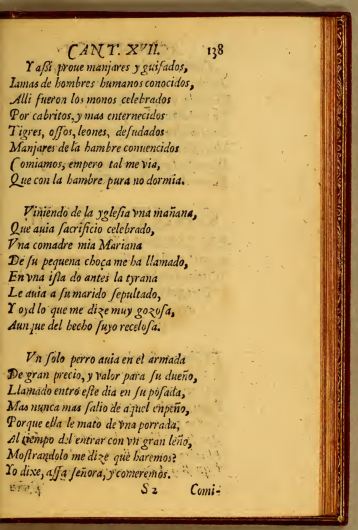 CANT. XVII. 138
Y assi proue manjares y guisados,
Iamas de hombres humanos conocidos,
Alli fueron los monos celebrados
Por cabritos, y mas enternecidos
Tigres, ossos, leones, desudados
Manjares de la hambre conuencidos
Comiamos, empero tal me via,
Que con la hambre pura no dormia.
Viniendo de la yglesia vna mañana,
Que auia sacrificio celebrado,
Vna comadre mia Mariana
De su pequena choça me ha llamado,
En vna isla do antes la tyrana
Le auia a su marido sepultado,
Y oyd lo que me dize muy gozosa,
Aunque del hecho suyo recelosa.
Vn solo perro auia en el armada
De gran precio, y valor para su dueño,
Llamado entrò este dia en su posada,
Mas nunca mas salio de aquel enpeño,
Porque ella le mato de vna porrada,
Al tiempo del entrar con vn gran leño,
Mostrandolo me dize què haremos?
Yo dixe, assa señora, y comeremos.
S 2 Comi-